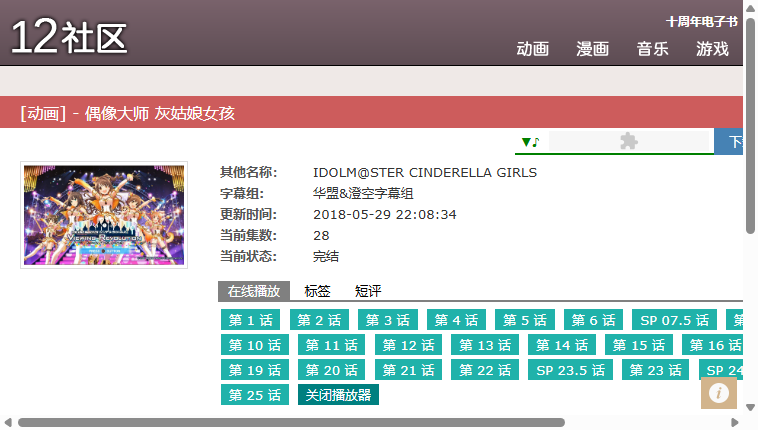 12社区
十周年电子书
动画 漫画 音乐 游戏
[动画] - 偶像大师 灰姑娘女孩
▼♪
VIEWING REVOLUTION
其他名称: IDOLM@STER CINDERELLA GIRLS
字幕组: 华盟&澄空字幕组
更新时间: 2018-05-29 22:08:34
当前集数: 28
当前状态: 完结
在线播放 标签 短评
第 1 话 第 2 话 第 3 话 第 4 话 第 5 话 第 6 话 SP 07.5 话 第
第 10 话 第 11 话 第 12 话 第 13 话 第 14 话 第 15 话 第 16 话
第 19 话 第 20 话 第 21 话 第 22 话 SP 23.5 话 第 23 话 SP 24
第 25 话 关闭播放器